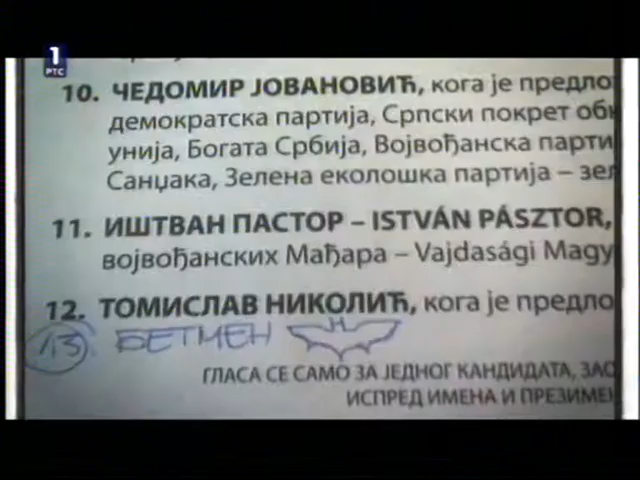 1
РТС
10. ЧЕДОМИР ЈОВАНОВИЋ, кога је предло
демократска партија, Српски покрет об
унија, Богата Србија, Војвођанска парти
Санџака, Зелена еколошка партија – зел
11. ИШТВАН ПАСТОР – ISTVÁN PÁSZTOR,
војвођанских Мађара – Vajdasági Magy
12. ТОМИСЛАВ НИКОЛИЋ, кога је предло
13. БЕТМЕН
ГЛАСА СЕ САМО ЗА ЈЕДНОГ КАНДИДАТА, ЗАО
ИСПРЕД ИМЕНА И ПРЕЗИМЕН